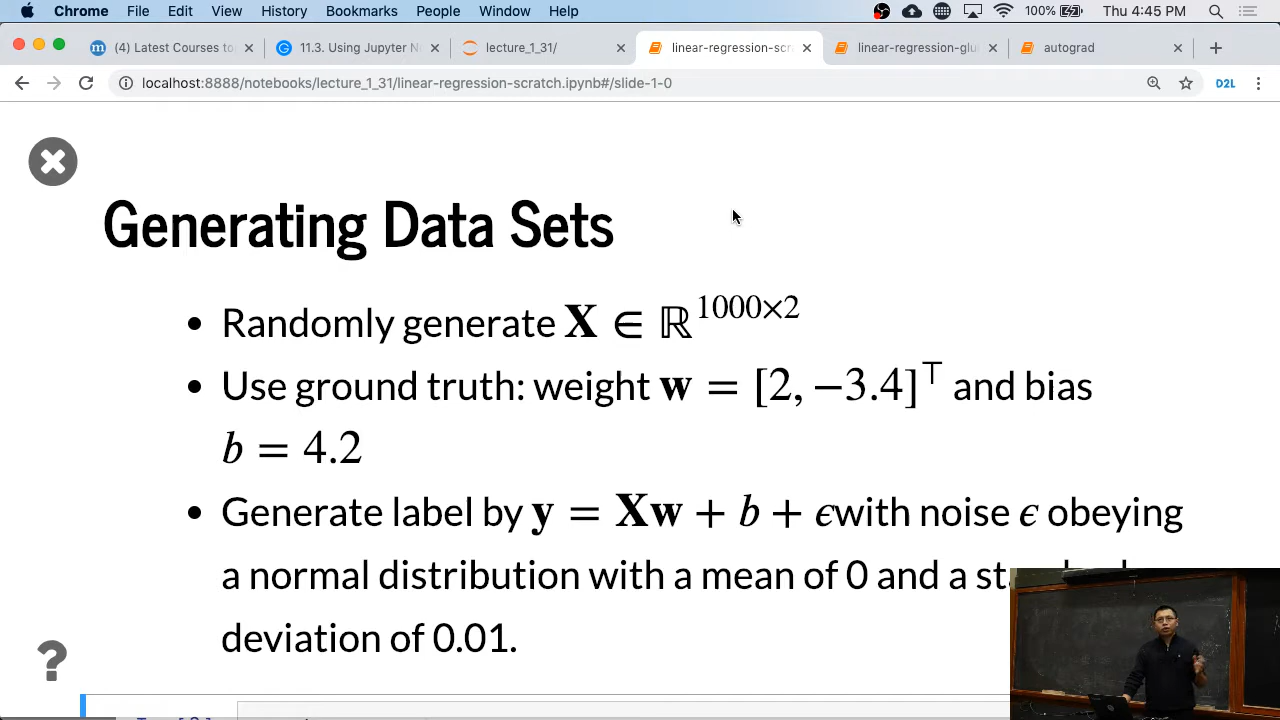 Chrome File Edit View History Bookmarks People Window Help 100% Thu 4:45 PM
(4) Latest Courses to 11.3. Using Jupyter N lecture_1_31/ linear-regression-scr linear-regression-glu autograd
localhost:8888/notebooks/lecture_1_31/linear-regression-scratch.ipynb#/slide-1-0 D2L
Generating Data Sets
• Randomly generate X ∈ ℝ^{1000×2}
• Use ground truth: weight w = [2, −3.4]^⊤ and bias
b = 4.2
• Generate label by y = Xw + b + ϵwith noise ϵ obeying
a normal distribution with a mean of 0 and a
deviation of 0.01.
?